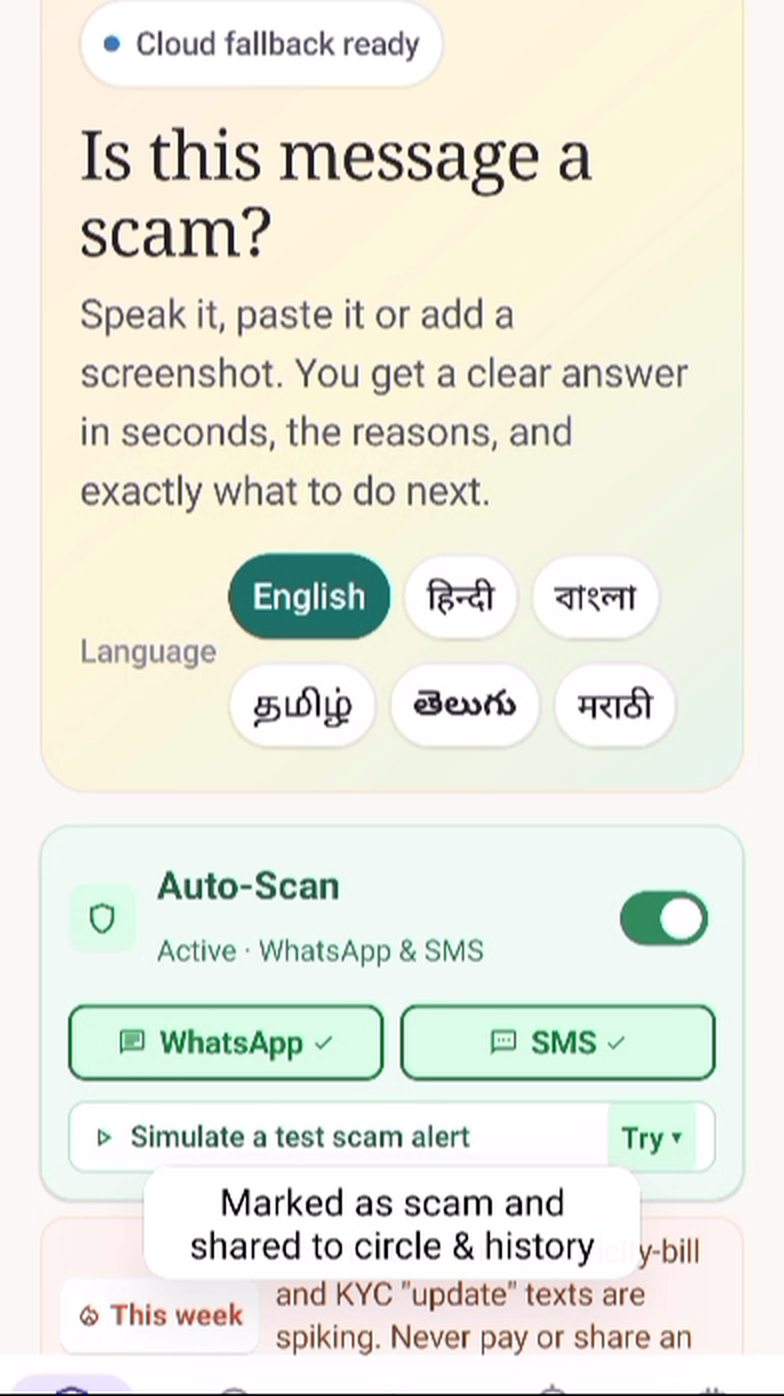 Cloud fallback ready
Is this message a
scam?
Speak it, paste it or add a
screenshot. You get a clear answer
in seconds, the reasons, and
exactly what to do next.
Language
English हिन्दी বাংলা
தமிழ் తెలుగు मराठी
Auto-Scan
Active · WhatsApp & SMS
WhatsApp ✓ SMS ✓
Simulate a test scam alert Try ▾
Marked as scam and
shared to circle & history
y-bill
This week
and KYC "update" texts are
spiking. Never pay or share an